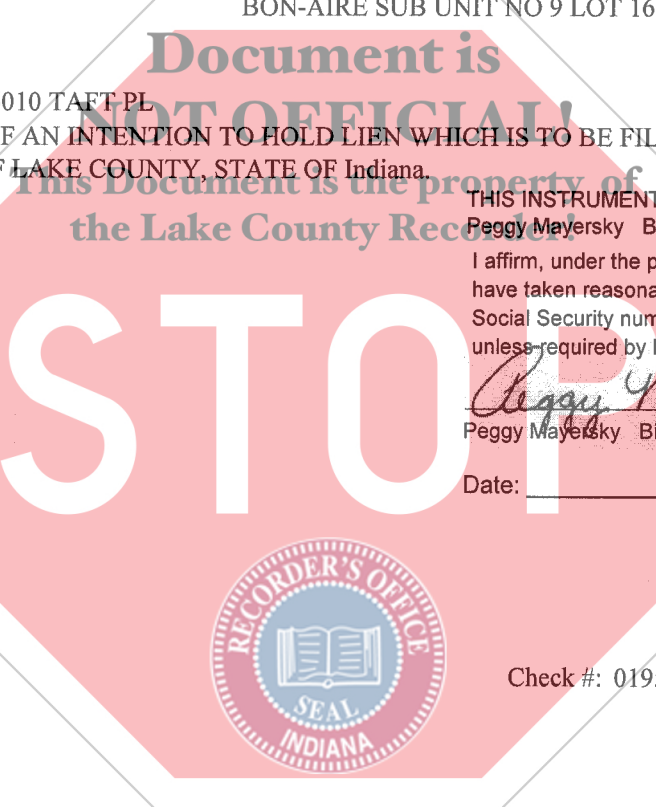 BON-AIRE SUB UNIT NO 9 LOT 16
Document is
010 TAFT PL
NOT OFFICIAL!
F AN INTENTION TO HOLD LIEN WHICH IS TO BE FIL
F LAKE COUNTY, STATE OF Indiana.
This Document is the property of
the Lake County Recorder!
THIS INSTRUMENT
Peggy Mayersky B
I affirm, under the p
have taken reasona
Social Security num
unless required by l
Peggy
Peggy Mayersky Bi
Date:
STOP
RECORDER'S OFFICE
SEAL
INDIANA
Check #: 019